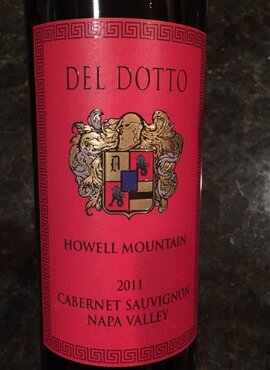 DEL DOTTO
HOWELL MOUNTAIN
2011
CABERNET SAUVIGNON
NAPA VALLEY